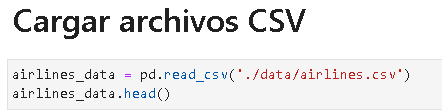 Cargar archivos CSV
airlines_data = pd.read_csv('./data/airlines.csv')
airlines_data.head()